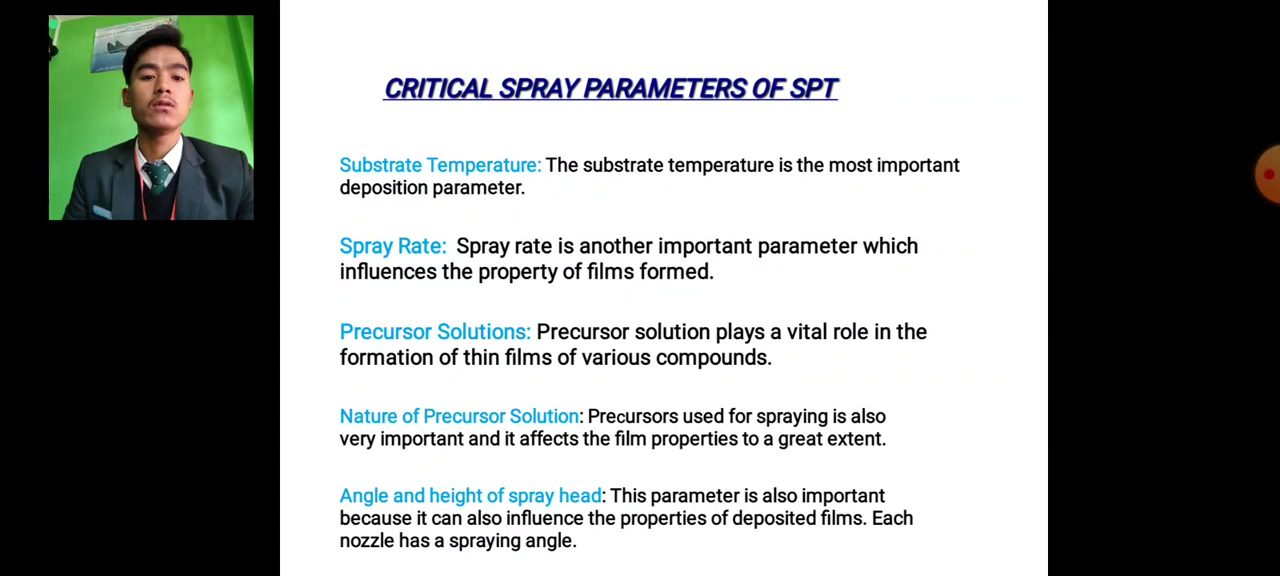 CRITICAL SPRAY PARAMETERS OF SPT
Substrate Temperature: The substrate temperature is the most important
deposition parameter.
Spray Rate: Spray rate is another important parameter which
influences the property of films formed.
Precursor Solutions: Precursor solution plays a vital role in the
formation of thin films of various compounds.
Nature of Precursor Solution: Precursors used for spraying is also
very important and it affects the film properties to a great extent.
Angle and height of spray head: This parameter is also important
because it can also influence the properties of deposited films. Each
nozzle has a spraying angle.